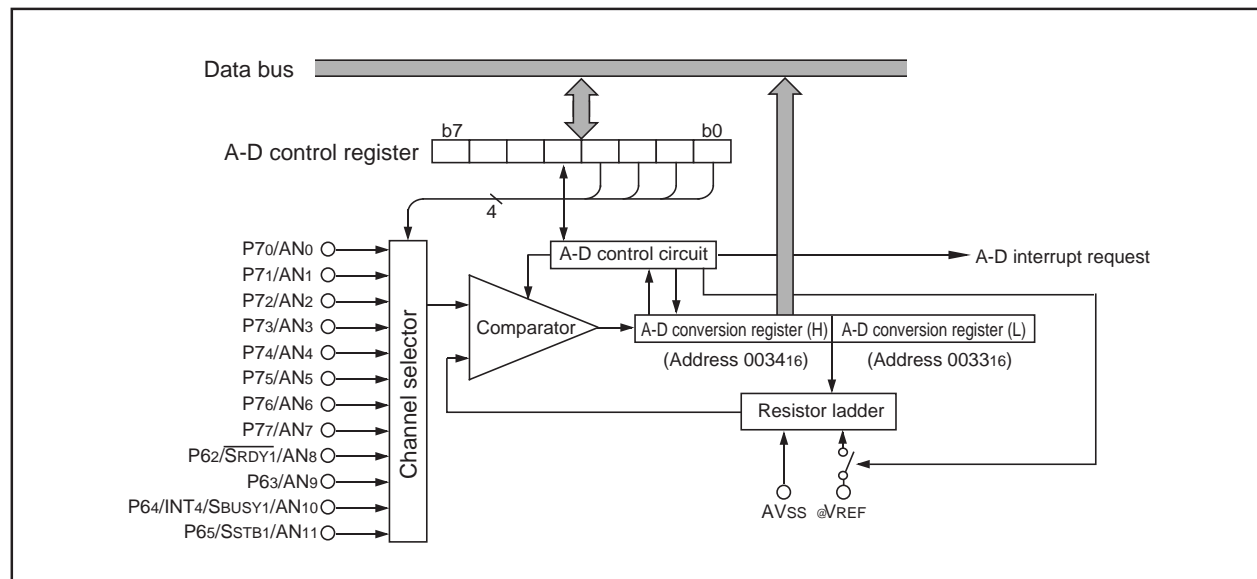 Data bus
b7 b0
A-D control register
4
P70/AN0
A-D control circuit
A-D interrupt request
P71/AN1
P72/AN2
P73/AN3
P74/AN4
P75/AN5
P76/AN6
P77/AN7
P62/SRDY1/AN8
P63/AN9
P64/INT4/SBUSY1/AN10
P65/SSTB1/AN11
Channel selector
Comparator
A-D conversion register (H) A-D conversion register (L)
(Address 003416) (Address 003316)
Resistor ladder
AVSS @VREF